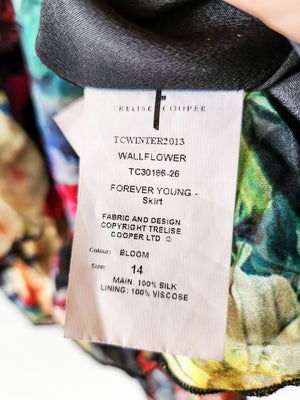 TRELISE COOPER
TCWINTER2013
WALLFLOWER
TC30186-26
FOREVER YOUNG -
Skirt
FABRIC AND DESIGN
COPYRIGHT TRELISE
COOPER LTD ©
Colour: BLOOM
Size: 14
MAIN: 100% SILK
LINING: 100% VISCOSE